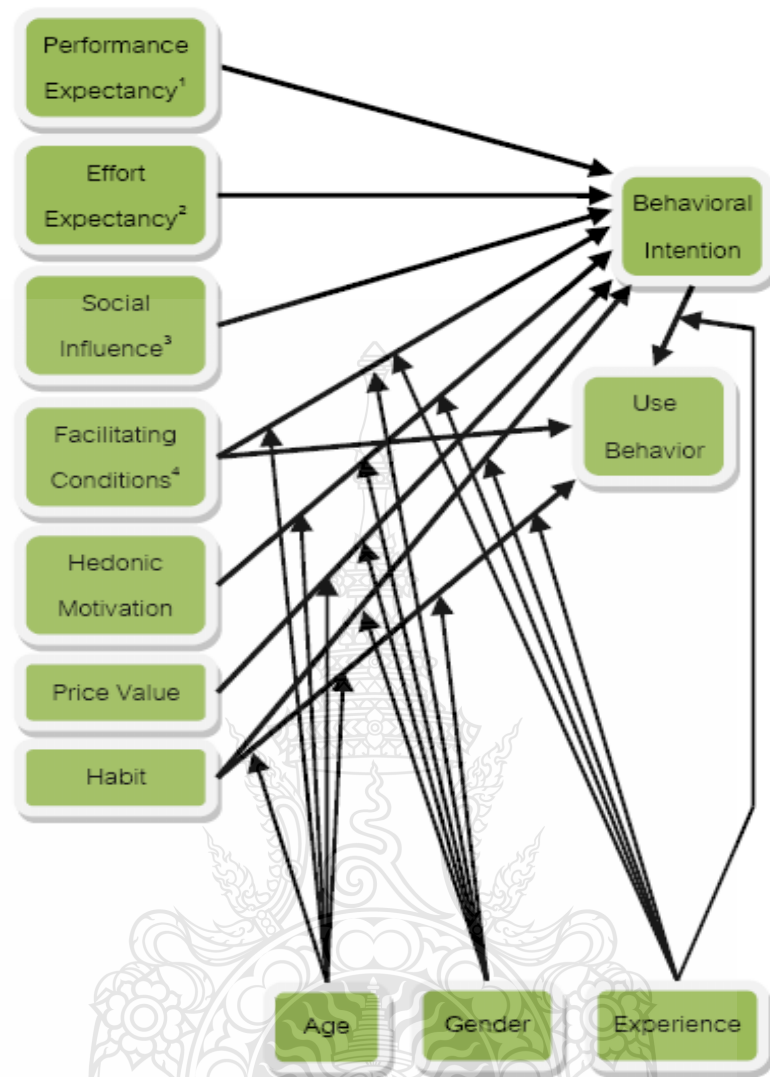 Performance
Expectancy¹
Effort
Expectancy²
Social
Influence³
Facilitating
Conditions⁴
Hedonic
Motivation
Price Value
Habit
Behavioral
Intention
Use
Behavior
Age
Gender
Experience